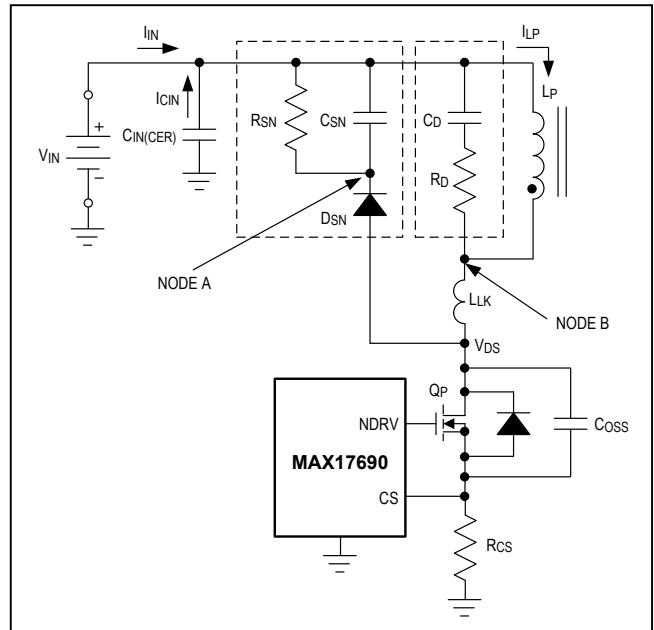 IIN
ILP
ICIN
LP
RSN
CSN
CD
CIN(CER)
VIN
+
−
RD
DSN
NODE A
LLK
NODE B
VDS
QP
NDRV
COSS
MAX17690
CS
RCS